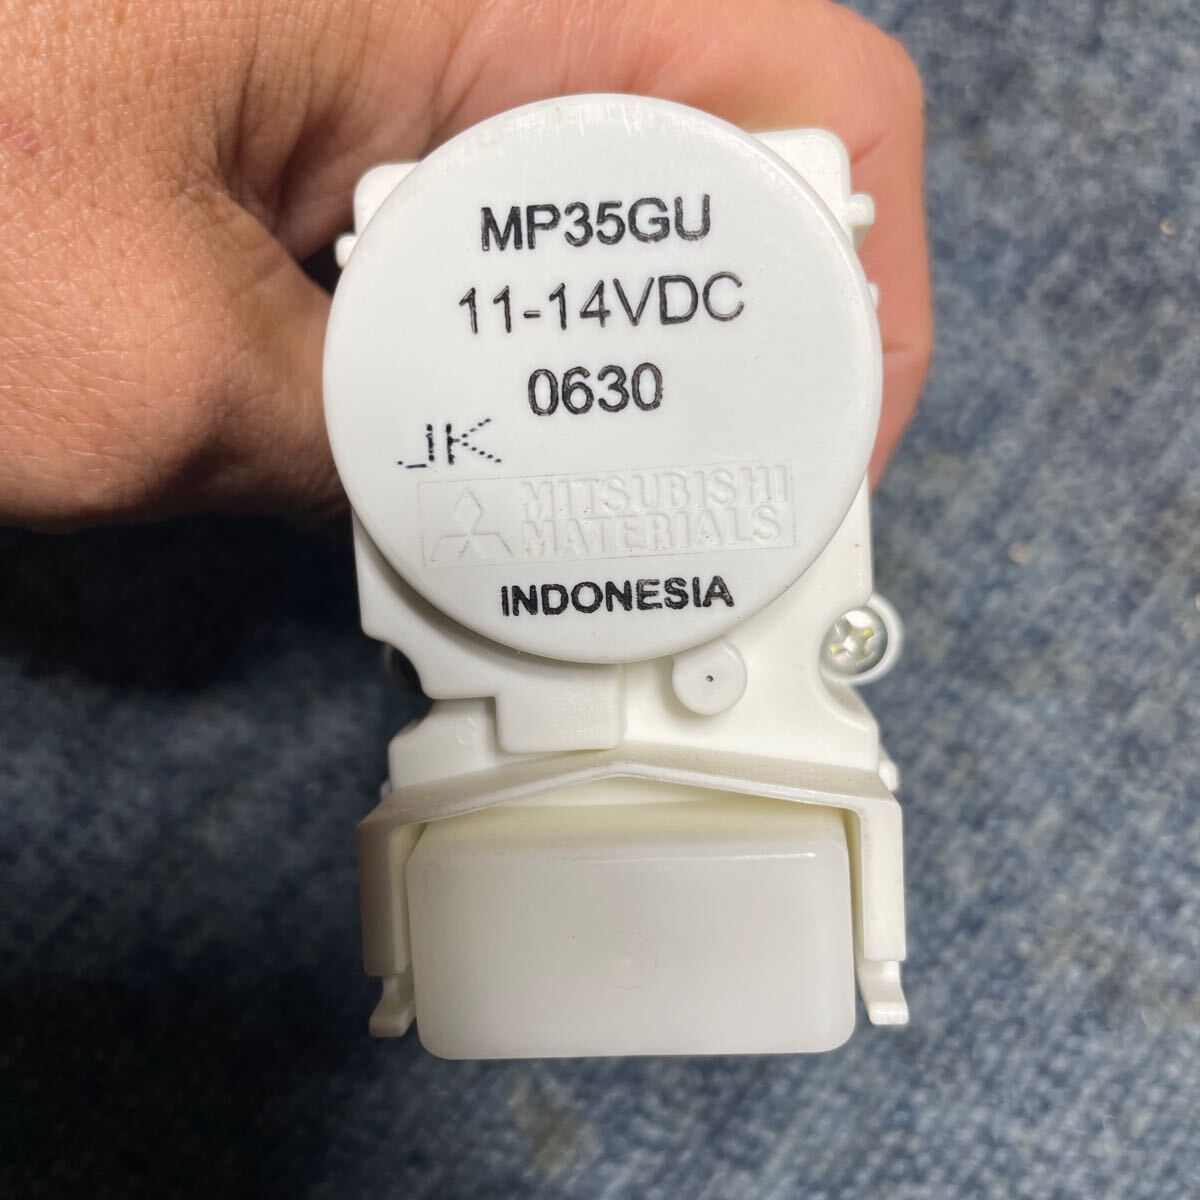 MP35GU
11-14VDC
0630
JK
MITSUBISHI
MATERIALS
INDONESIA